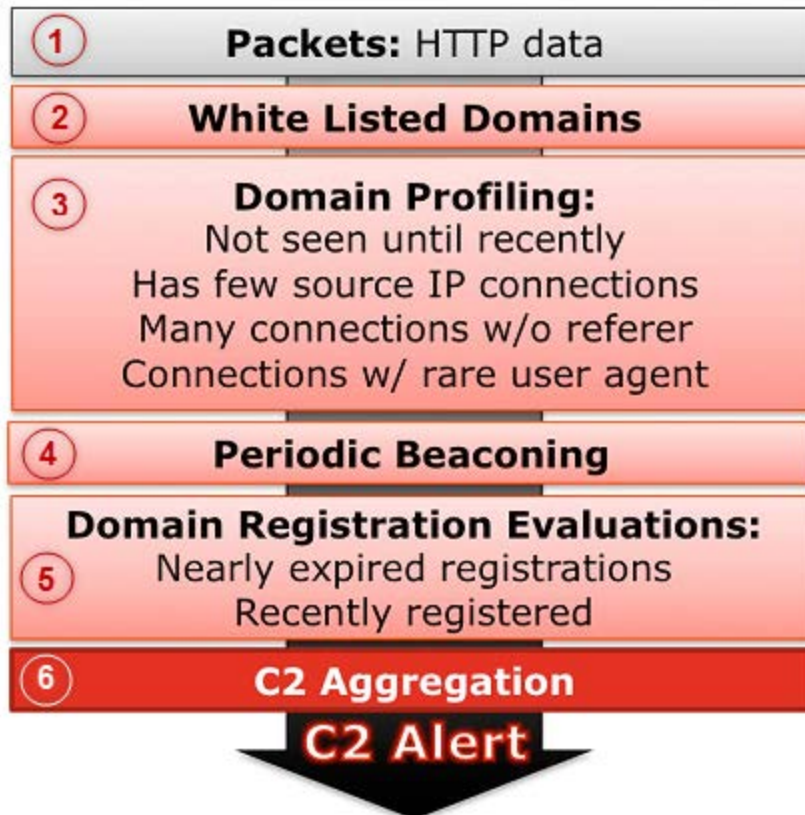 1 Packets: HTTP data
2 White Listed Domains
3 Domain Profiling:
Not seen until recently
Has few source IP connections
Many connections w/o referer
Connections w/ rare user agent
4 Periodic Beaconing
Domain Registration Evaluations:
5 Nearly expired registrations
Recently registered
6 C2 Aggregation
C2 Alert